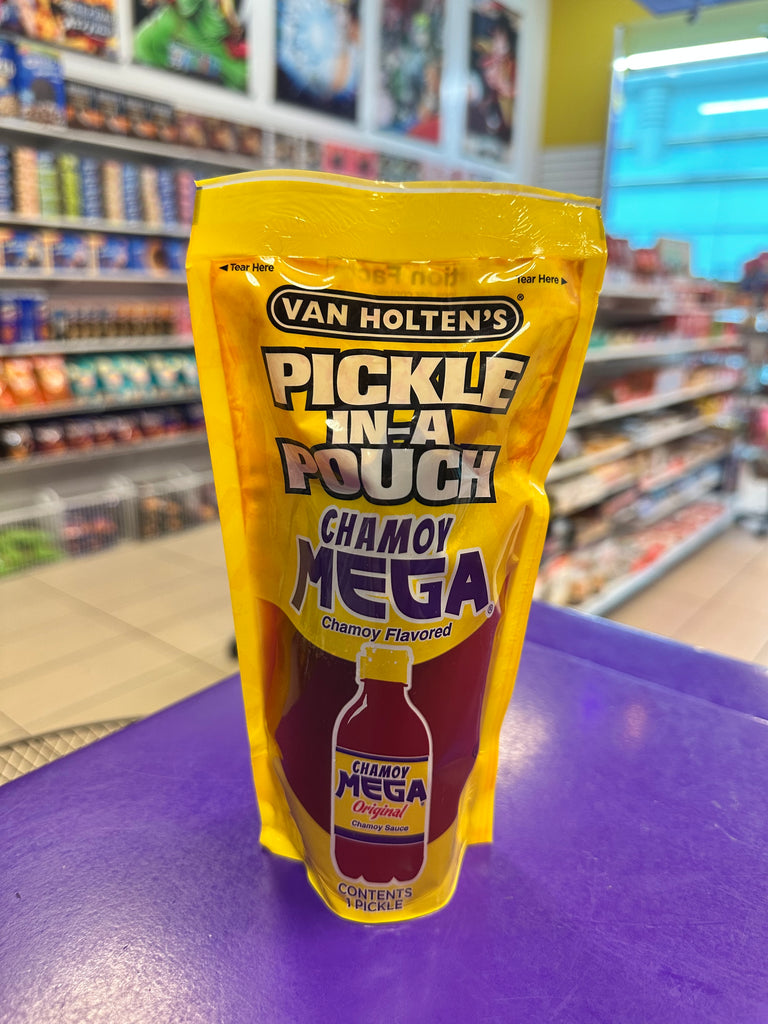 ◄ Tear Here
Tear Here ►
VAN HOLTEN'S®
PICKLE
IN-A
POUCH
CHAMOY
MEGA®
Chamoy Flavored
CHAMOY
MEGA
Original
Chamoy Sauce
CONTENTS
1 PICKLE